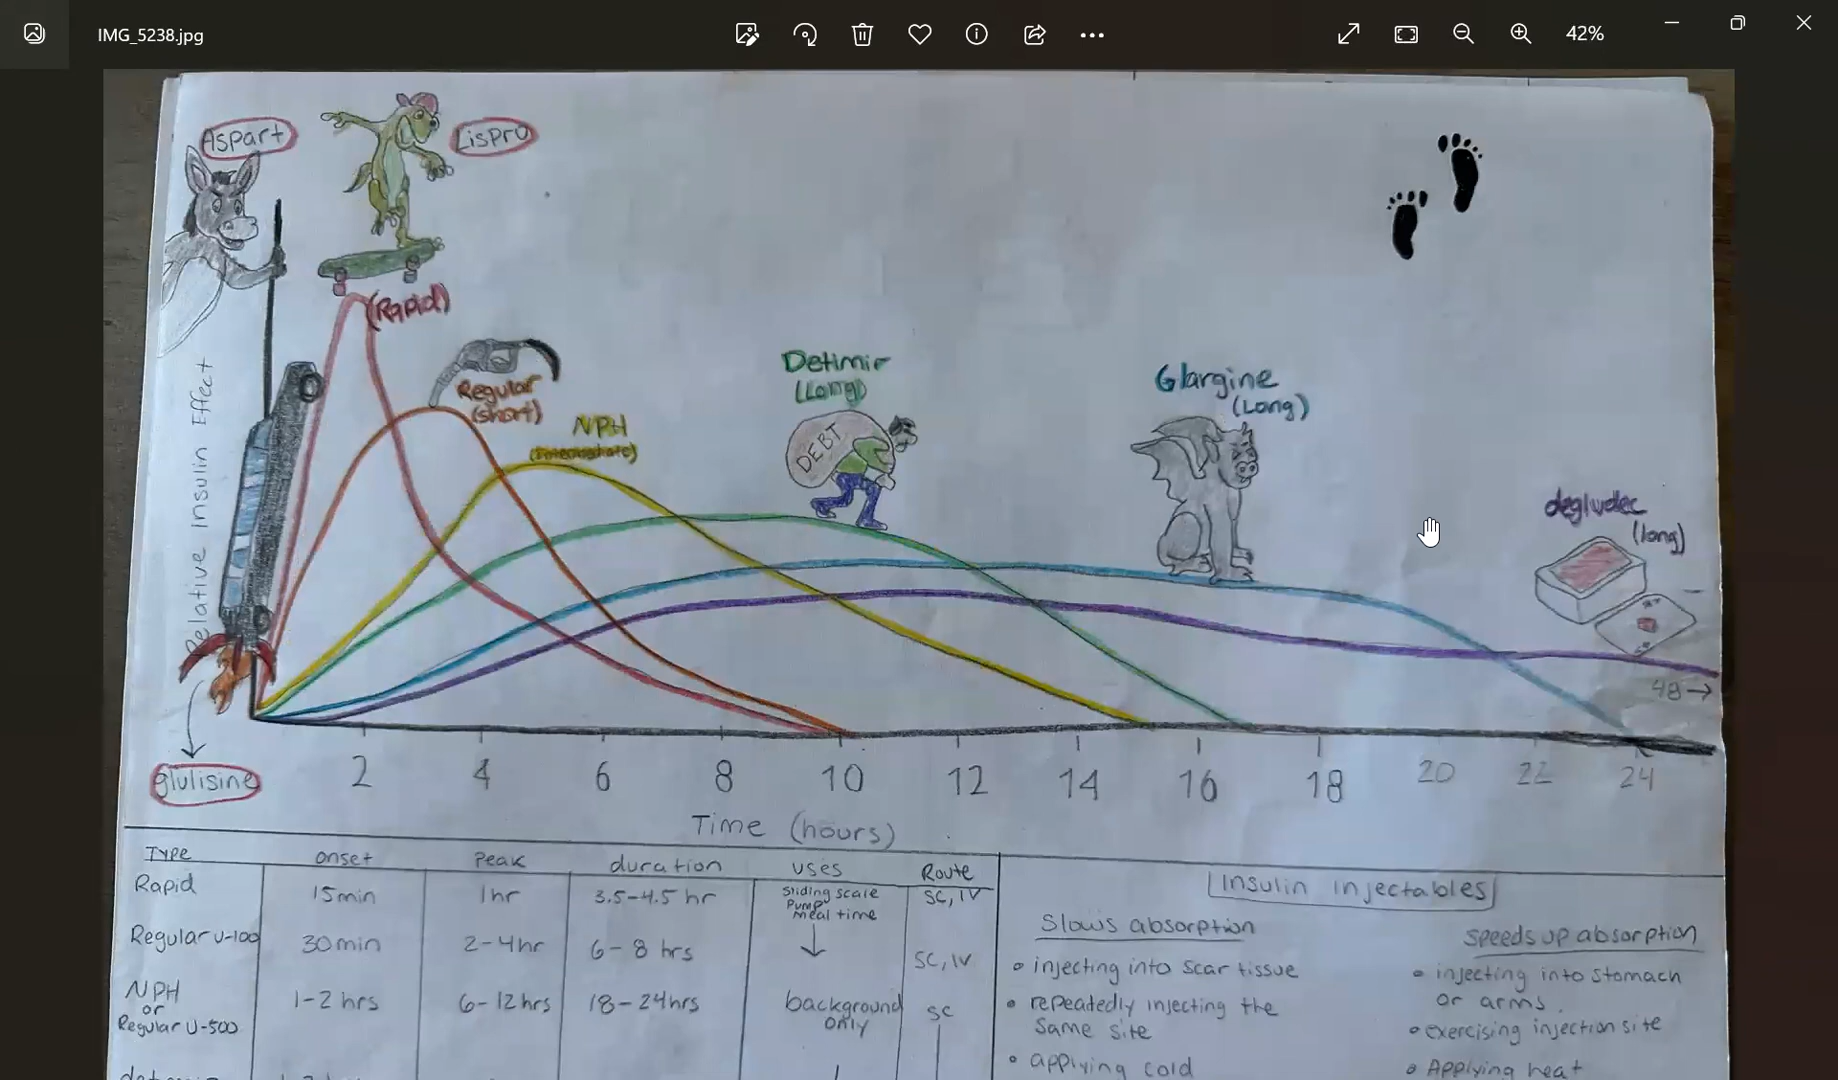 IMG_5238.jpg
42%
Aspart
Lispro
(Rapid)
Regular
(short)
NPH
(intermediate)
Detimir
(Long)
DEBT
Glargine
(Long)
degludec
(long)
48→
Relative Insulin Effect
glulisine
2 4 6 8 10 12 14 16 18 20 22 24
Time (hours)
Type onset Peak duration uses Route
Rapid 15min 1hr 3.5-4.5 hr Sliding scale Pump meal time SC, IV
Regular U-100 30min 2-4hr 6-8 hrs ↓ SC, IV
NPH or Regular U-500 1-2 hrs 6-12hrs 18-24hrs background only SC
Insulin injectables
Slows absorption
• injecting into scar tissue
• repeatedly injecting the
same site
• applying cold
Speeds up absorption
• injecting into stomach
or arms.
• exercising injection site
• Applying heat